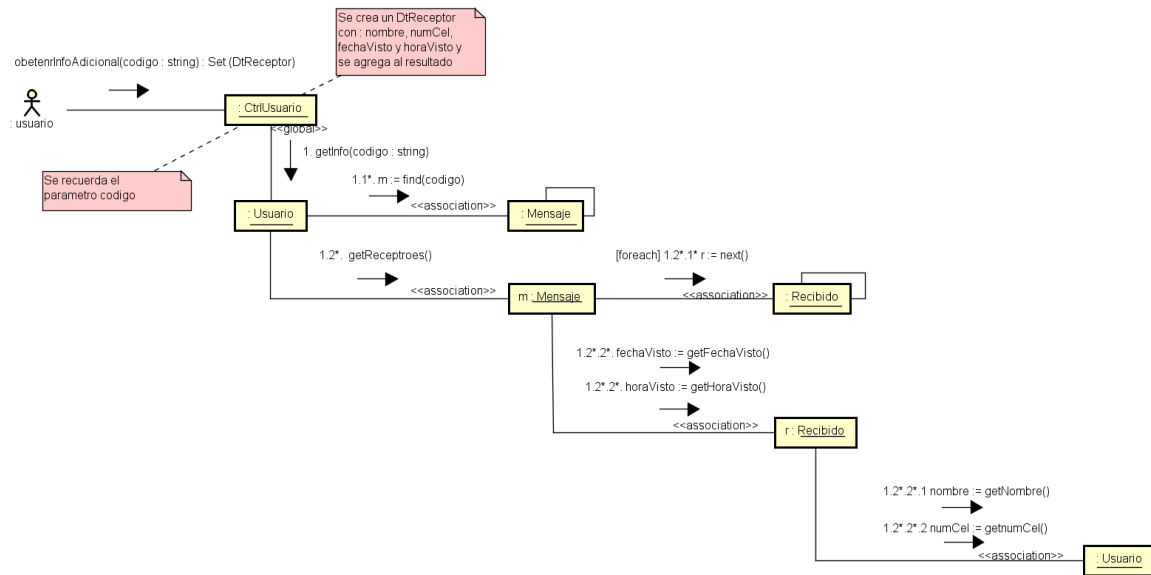 Se crea un DtReceptor
con : nombre, numCel,
fechaVisto y horaVisto y
se agrega al resultado
obetenrInfoAdicional(codigo : string) : Set (DtReceptor)
: usuario
: CtrlUsuario
<<global>>
1. getInfo(codigo : string)
Se recuerda el
parametro codigo
1.1*. m := find(codigo)
<<association>>
: Usuario
: Mensaje
1.2*. getReceptroes()
[foreach] 1.2*.1* r := next()
<<association>>
<<association>>
m : Mensaje
: Recibido
1.2*.2*. fechaVisto := getFechaVisto()
1.2*.2*. horaVisto := getHoraVisto()
<<association>>
r : Recibido
1.2*.2*.1 nombre := getNombre()
1.2*.2*.2 numCel := getnumCel()
<<association>>
: Usuario